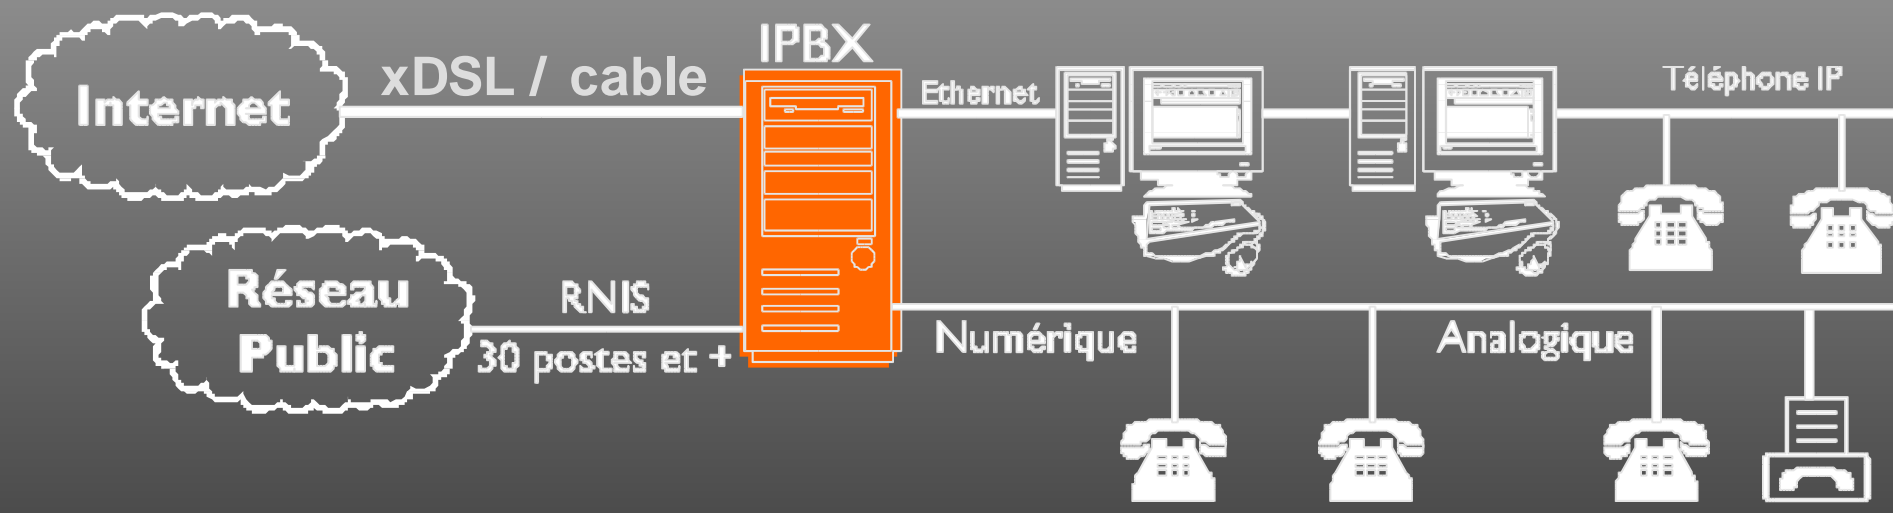 IPBX
xDSL / cable
Internet
Ethernet
Téléphone IP
Réseau
Public
RNIS
30 postes et +
Numérique
Analogique